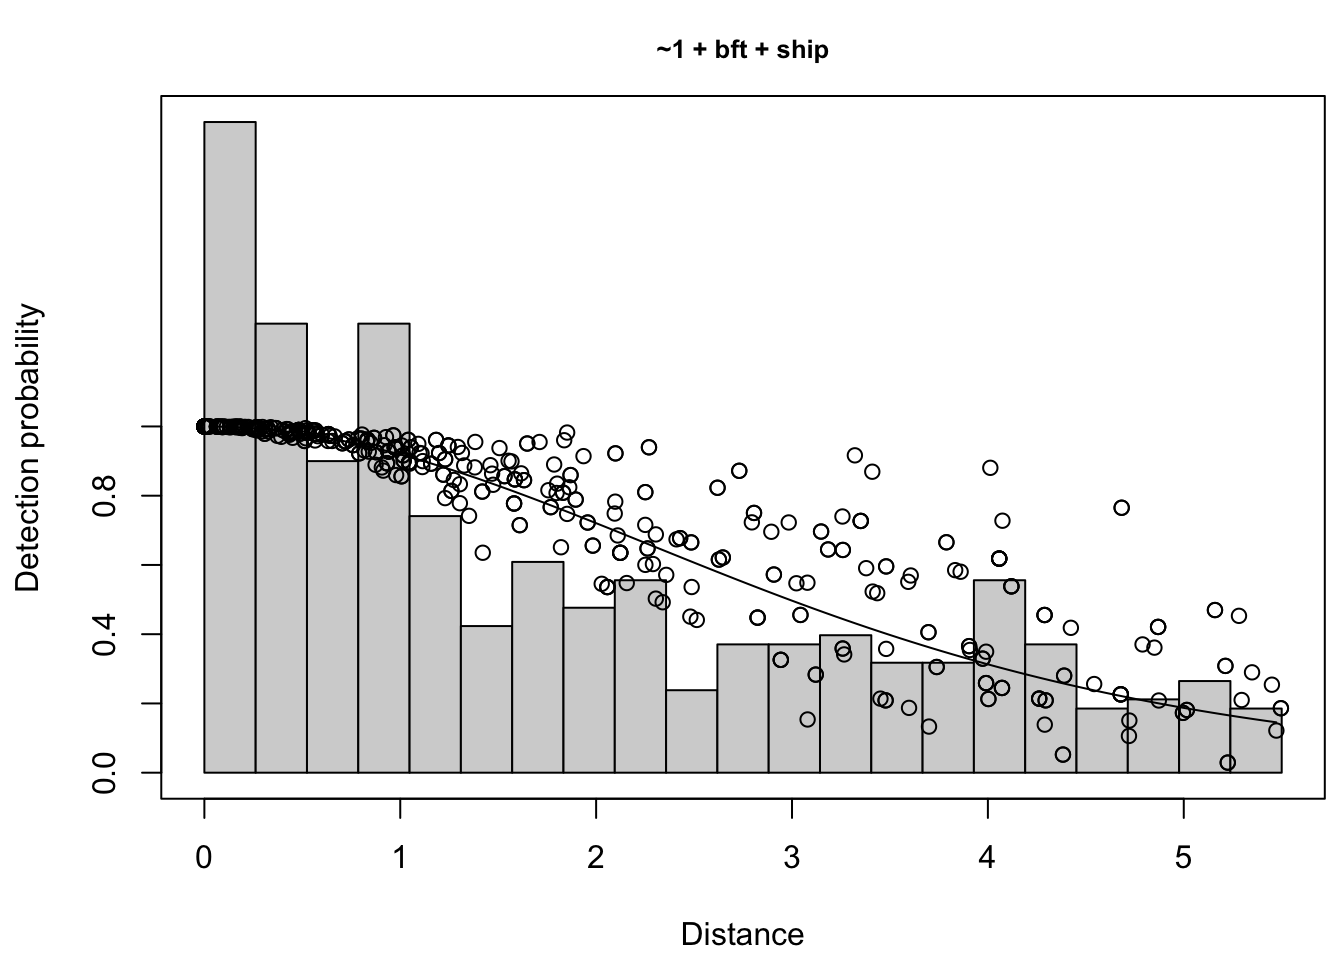 ~1 + bft + ship
Detection probability
0.8
0.4
0.0
0 1 2 3 4 5
Distance